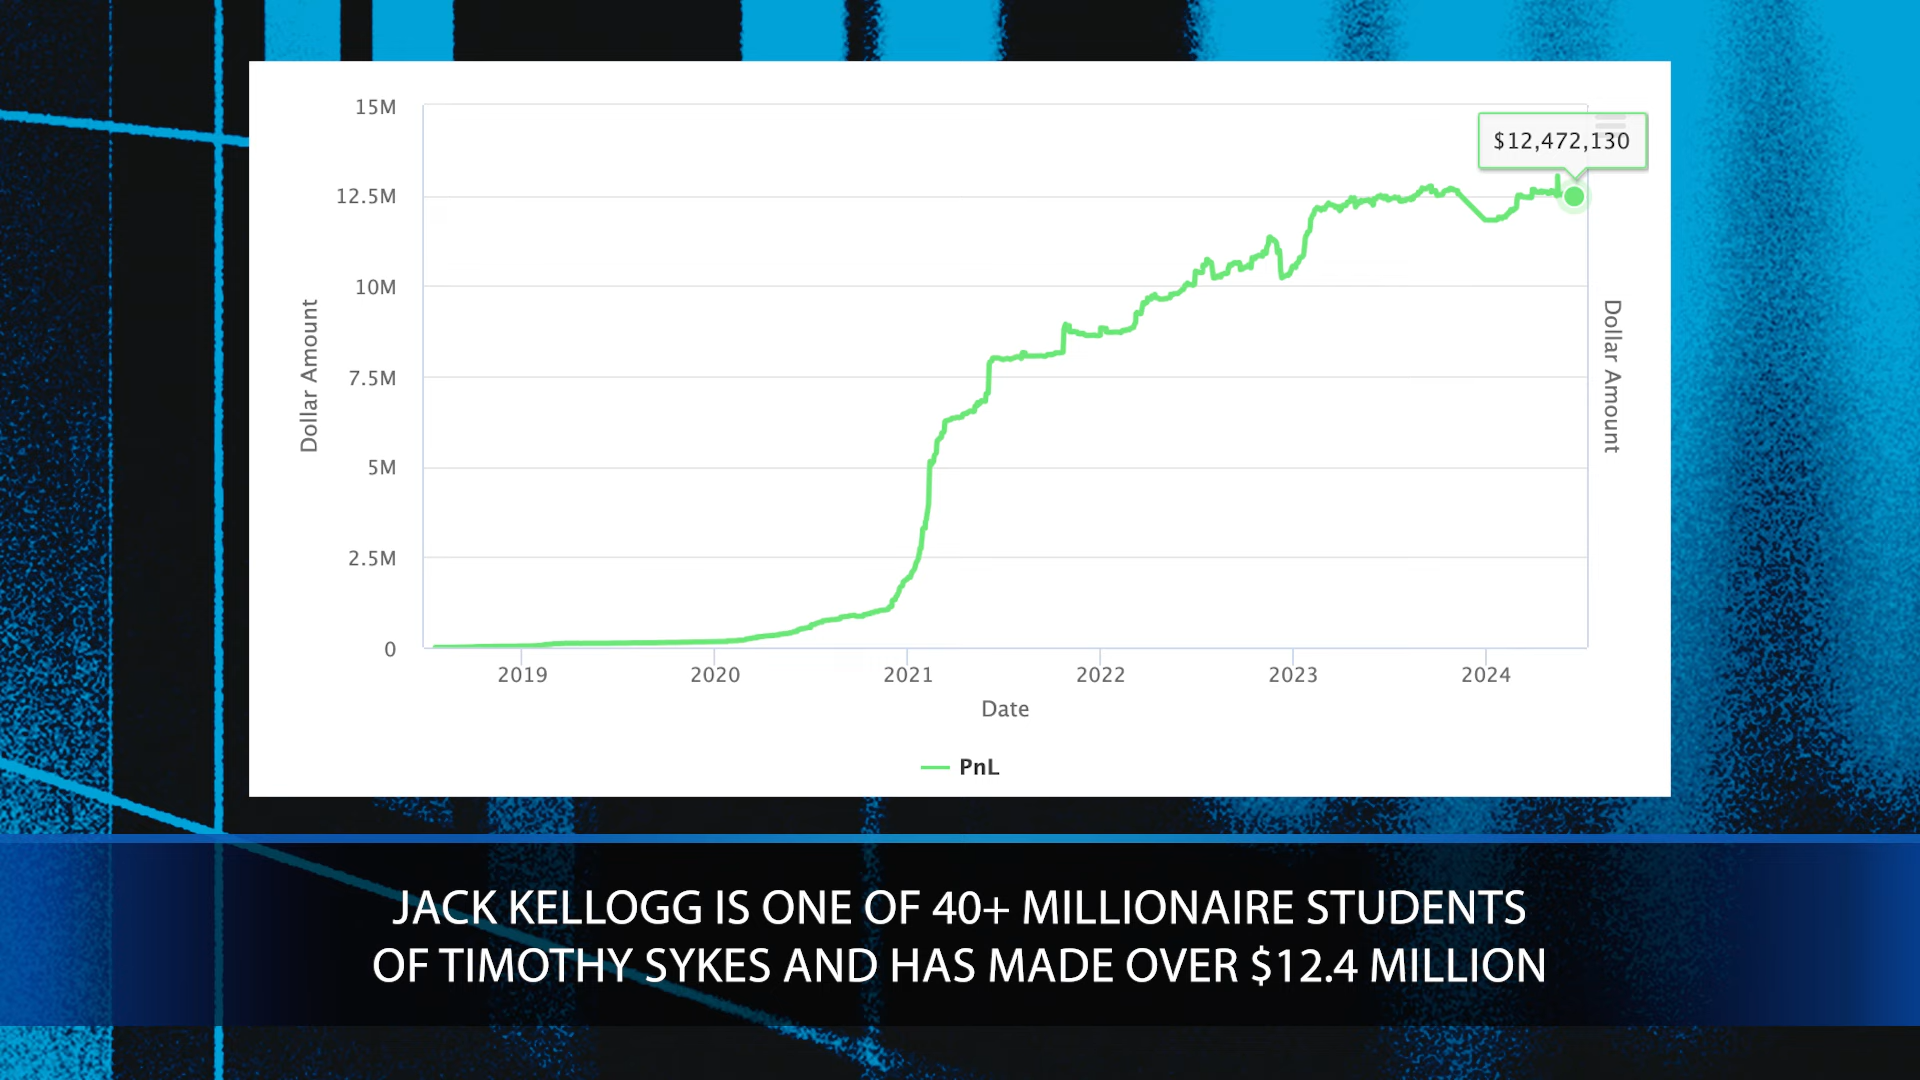 15M
$12,472,130
12.5M
10M
7.5M
5M
2.5M
0
Dollar Amount
Dollar Amount
2019 2020 2021 2022 2023 2024
Date
PnL
JACK KELLOGG IS ONE OF 40+ MILLIONAIRE STUDENTS
OF TIMOTHY SYKES AND HAS MADE OVER $12.4 MILLION